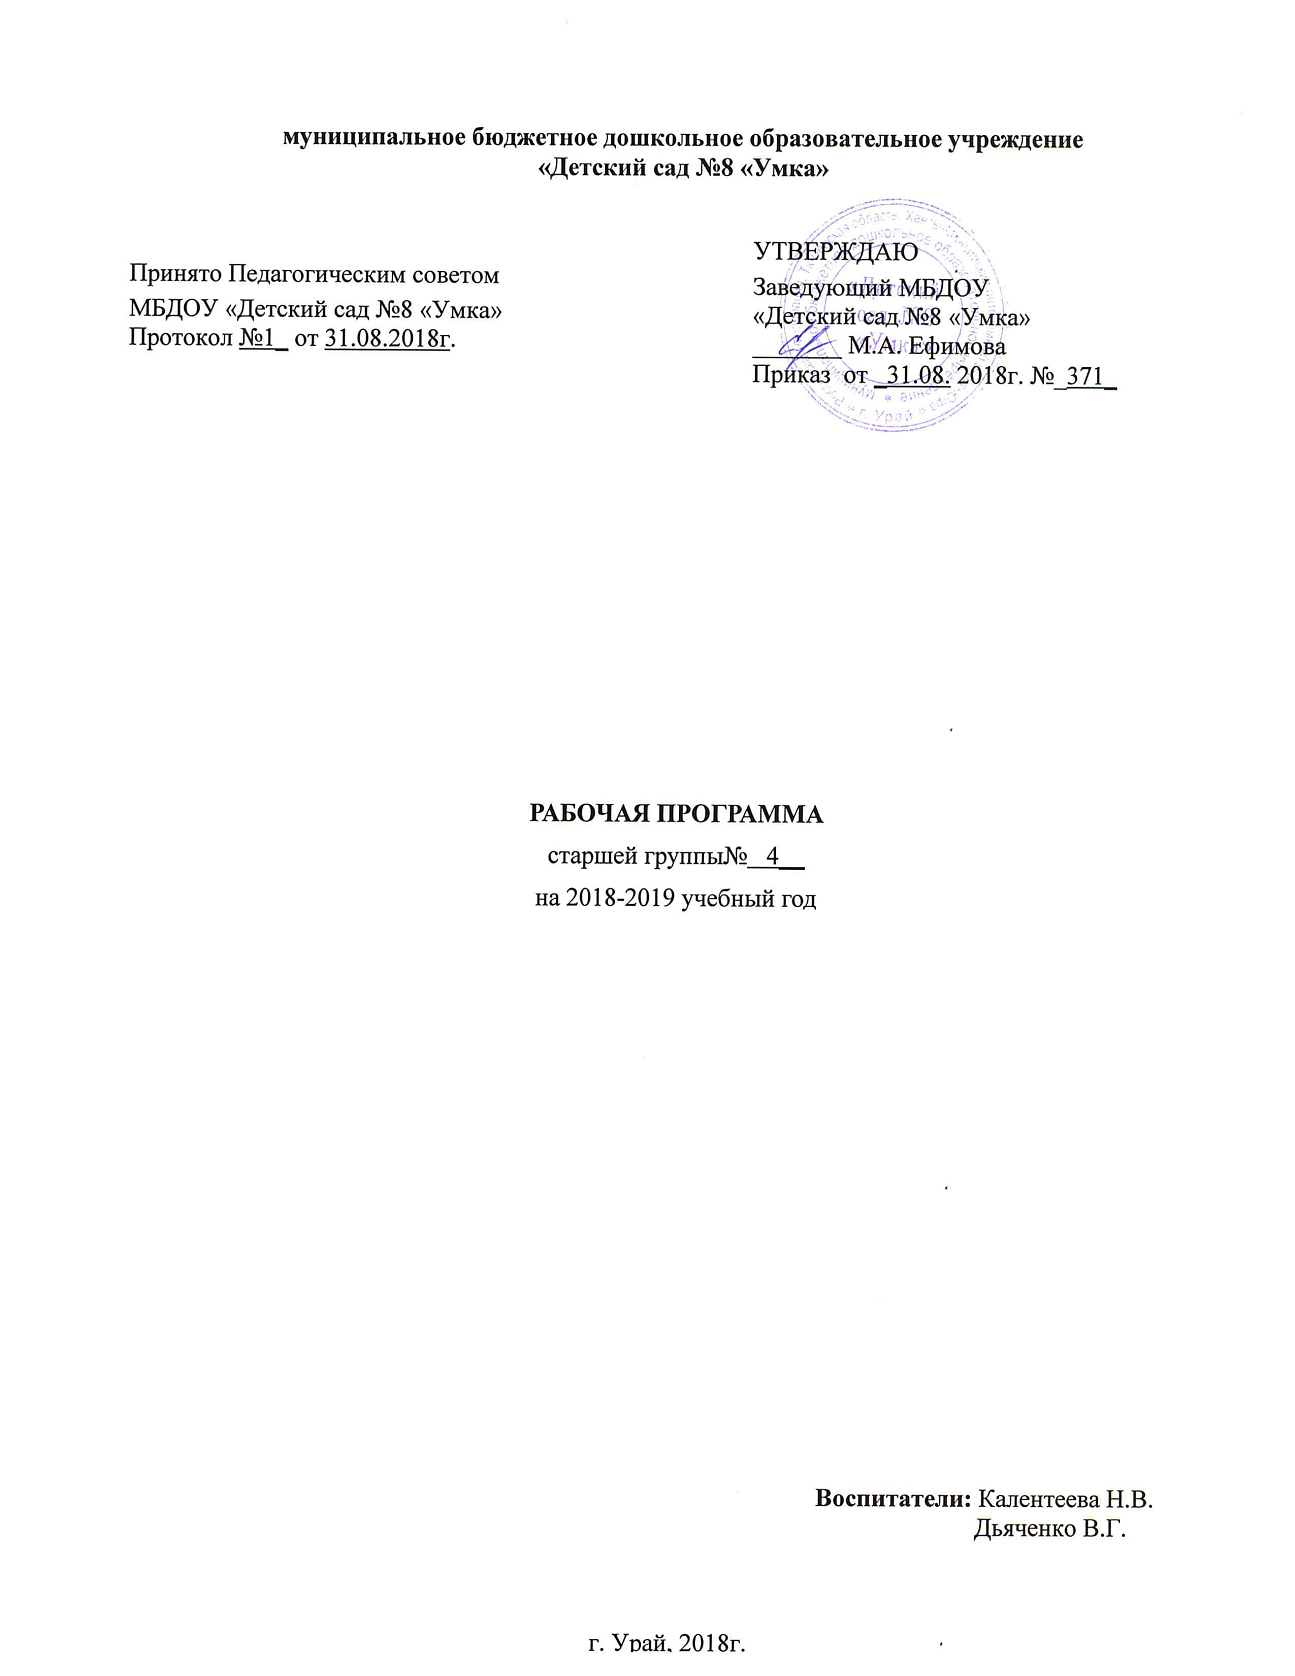 муниципальное бюджетное дошкольное образовательное учреждение
«Детский сад №8 «Умка»
Принято Педагогическим советом
МБДОУ «Детский сад №8 «Умка»
Протокол №1_ от 31.08.2018г.
УТВЕРЖДАЮ
Заведующий МБДОУ
«Детский сад №8 «Умка»
_______ М.А. Ефимова
Приказ от _31.08. 2018г. №_371_
РАБОЧАЯ ПРОГРАММА
старшей группы№__4__
на 2018-2019 учебный год
Воспитатели: Калентеева Н.В.
Дьяченко В.Г.
г. Урай, 2018г.